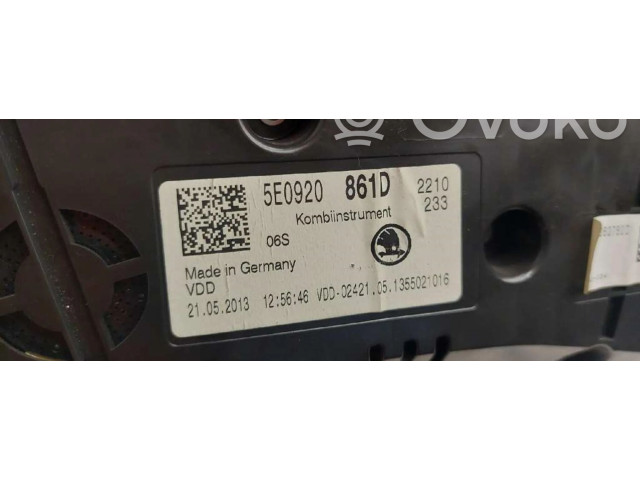 Ovoko
5E0920 861D 2210
Kombiinstrument 233
06S
Made in Germany
VDD
21.05.2013 12:56:46 VDD-02421.05.1355021016